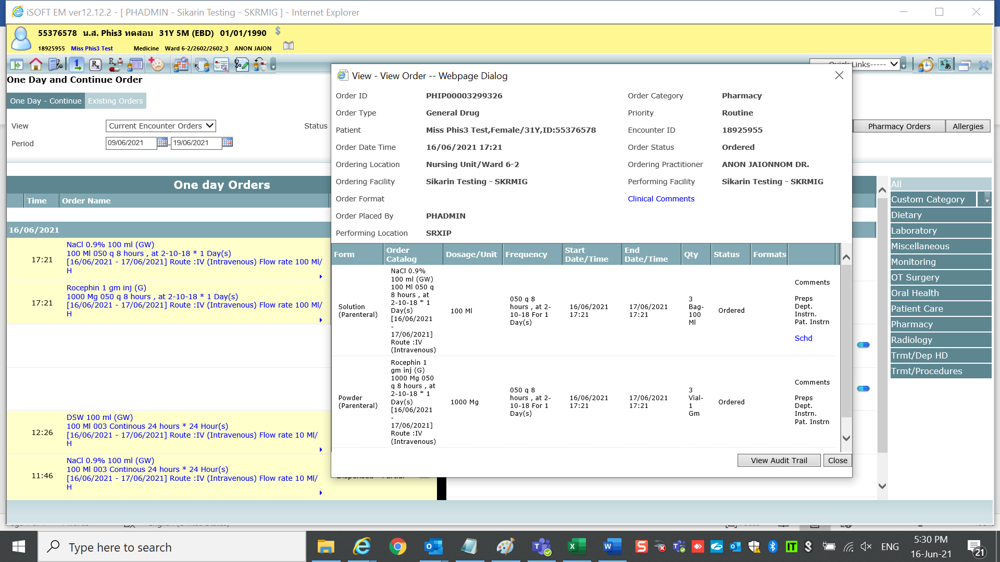 iSOFT EM ver12.12.2 - [ PHADMIN - Sikarin Testing - SKRMIG ] - Internet Explorer
55376578 น.ส. Phis3 ทดสอบ 31Y 5M (EBD) 01/01/1990 $
18925955 Miss Phis3 Test Medicine Ward 6-2/2602/2602_3 ANON JAION
Links-----
One Day and Continue Order
One Day - Continue Existing Orders
View Current Encounter Orders Status
Period 09/06/2021 - 19/06/2021
Pharmacy Orders Allergies
One day Orders
Time Order Name
16/06/2021
17:21
NaCl 0.9% 100 ml (GW)
100 Ml 050 q 8 hours , at 2-10-18 * 1 Day(s)
[16/06/2021 - 17/06/2021] Route :IV (Intravenous) Flow rate 100 Ml/
H
17:21
Rocephin 1 gm inj (G)
1000 Mg 050 q 8 hours , at 2-10-18 * 1 Day(s)
[16/06/2021 - 17/06/2021] Route :IV (Intravenous) Flow rate 100 Ml/
H
12:26
D5W 100 ml (GW)
100 Ml 003 Continous 24 hours * 24 Hour(s)
[16/06/2021 - 17/06/2021] Route :IV (Intravenous) Flow rate 10 Ml/
H
11:46
NaCl 0.9% 100 ml (GW)
100 Ml 003 Continous 24 hours * 24 Hour(s)
[16/06/2021 - 17/06/2021] Route :IV (Intravenous) Flow rate 10 Ml/
H
View - View Order -- Webpage Dialog
Order ID PHIP00003299326 Order Category Pharmacy
Order Type General Drug Priority Routine
Patient Miss Phis3 Test,Female/31Y,ID:55376578 Encounter ID 18925955
Order Date Time 16/06/2021 17:21 Order Status Ordered
Ordering Location Nursing Unit/Ward 6-2 Ordering Practitioner ANON JAIONNOM DR.
Ordering Facility Sikarin Testing - SKRMIG Performing Facility Sikarin Testing - SKRMIG
Order Format Clinical Comments
Order Placed By PHADMIN
Performing Location SRXIP
Form Order Catalog Dosage/Unit Frequency Start Date/Time End Date/Time Qty Status Formats
Solution
(Parenteral)
NaCl 0.9%
100 ml (GW)
100 Ml 050 q
8 hours , at
2-10-18 * 1
Day(s)
[16/06/2021
-
17/06/2021]
Route :IV
(Intravenous)
100 Ml
050 q 8
hours , at 2-
10-18 For 1
Day(s)
16/06/2021
17:21
17/06/2021
17:21
3
Bag-
100
Ml
Ordered
Comments
Preps
Dept.
Instrn.
Pat. Instrn
Schd
Powder
(Parenteral)
Rocephin 1
gm inj (G)
1000 Mg 050
q 8 hours , at
2-10-18 * 1
Day(s)
[16/06/2021
-
17/06/2021]
Route :IV
(Intravenous)
1000 Mg
050 q 8
hours , at 2-
10-18 For 1
Day(s)
16/06/2021
17:21
17/06/2021
17:21
3
Vial-
1
Gm
Ordered
Comments
Preps
Dept.
Instrn.
Pat. Instrn
View Audit Trail Close
All
Custom Category
Dietary
Laboratory
Miscellaneous
Monitoring
OT Surgery
Oral Health
Patient Care
Pharmacy
Radiology
Trmt/Dep HD
Trmt/Procedures
Type here to search
ENG
5:30 PM
16-Jun-21
21